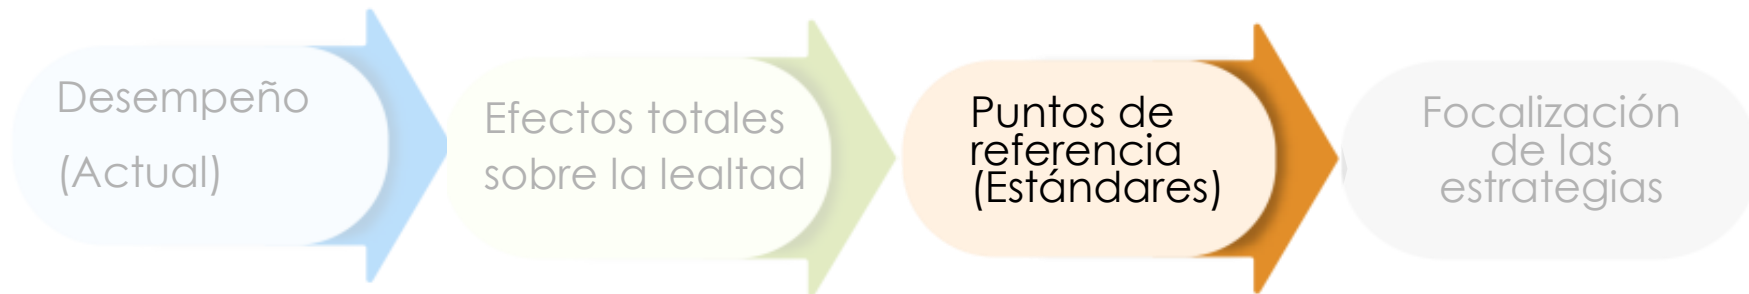 Desempeño
(Actual)
Efectos totales
sobre la lealtad
Puntos de
referencia
(Estándares)
Focalización
de las
estrategias